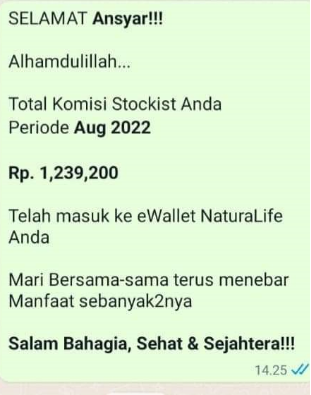 SELAMAT Ansyar!!!
Alhamdulillah...
Total Komisi Stockist Anda
Periode Aug 2022
Rp. 1,239,200
Telah masuk ke eWallet NaturaLife
Anda
Mari Bersama-sama terus menebar
Manfaat sebanyak2nya
Salam Bahagia, Sehat & Sejahtera!!!
14.25